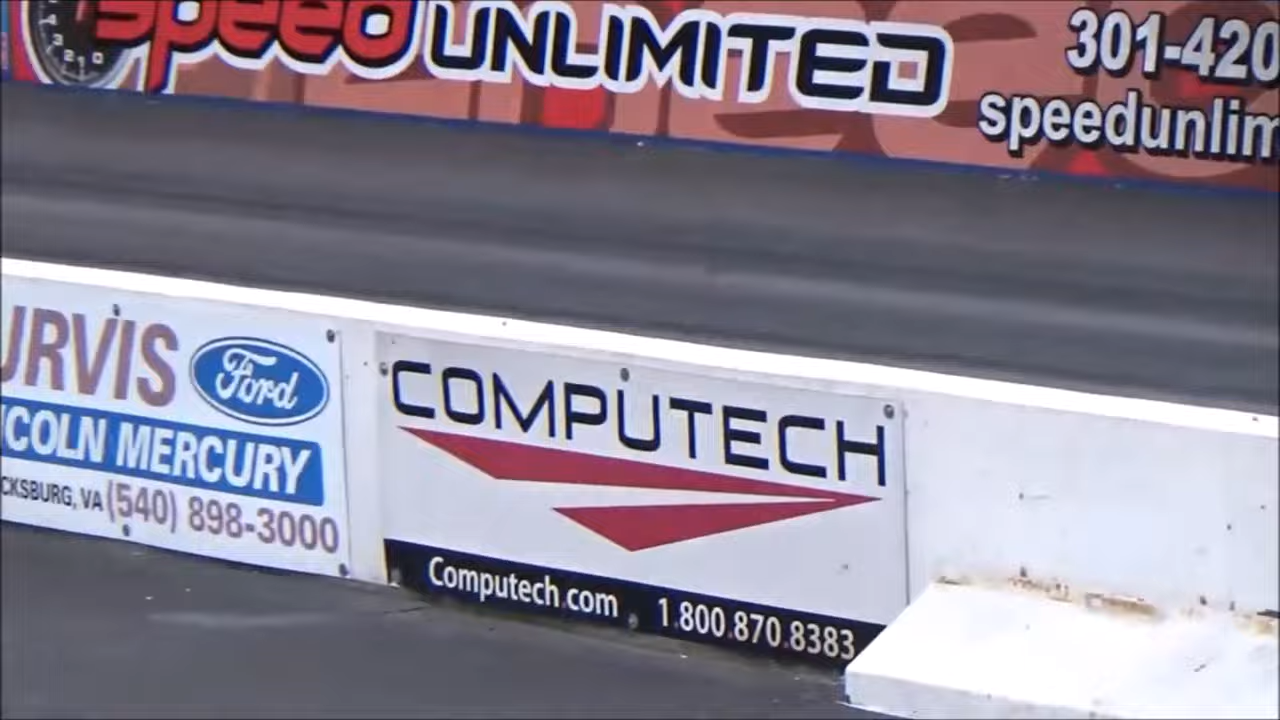 speed UNLIMITED
301-420
speedunlim
URVIS
Ford
NCOLN MERCURY
CKSBURG, VA (540) 898-3000
COMPUTECH
Computech.com 1.800.870.8383